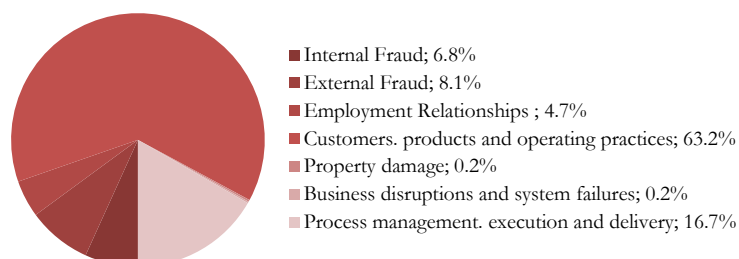 Internal Fraud; 6.8%
External Fraud; 8.1%
Employment Relationships ; 4.7%
Customers. products and operating practices; 63.2%
Property damage; 0.2%
Business disruptions and system failures; 0.2%
Process management. execution and delivery; 16.7%